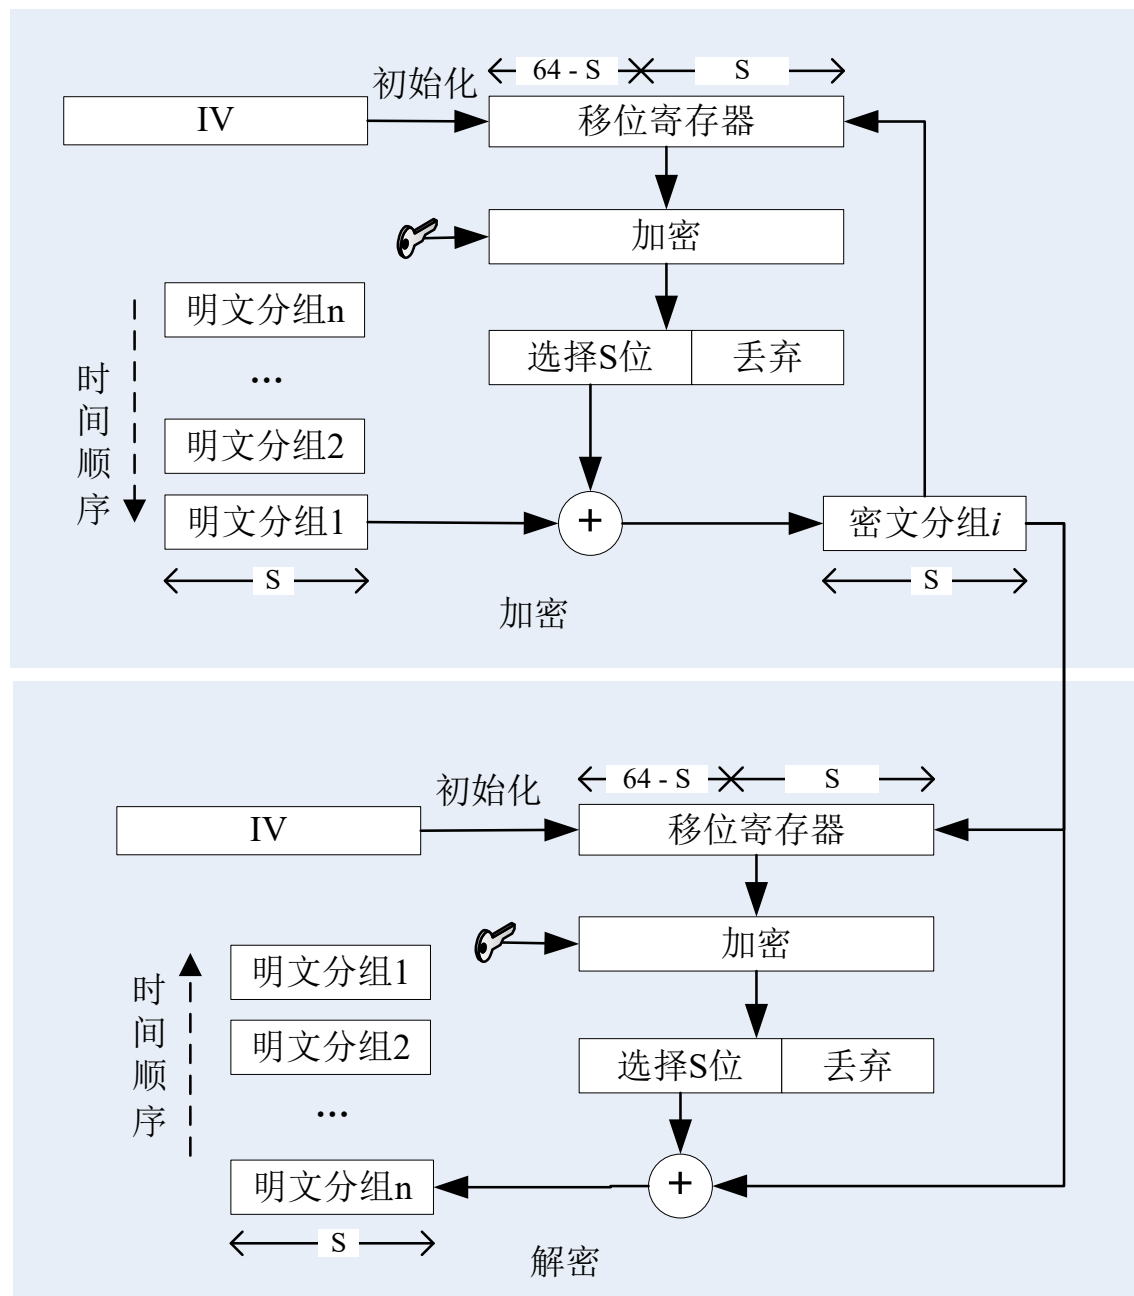 64 - S
S
初始化
IV
移位寄存器
加密
明文分组n
选择S位
丢弃
...
时间顺序
明文分组2
明文分组1
+
密文分组i
S
S
加密
64 - S
S
初始化
IV
移位寄存器
加密
明文分组1
时间顺序
明文分组2
选择S位
丢弃
...
明文分组n
+
S
解密